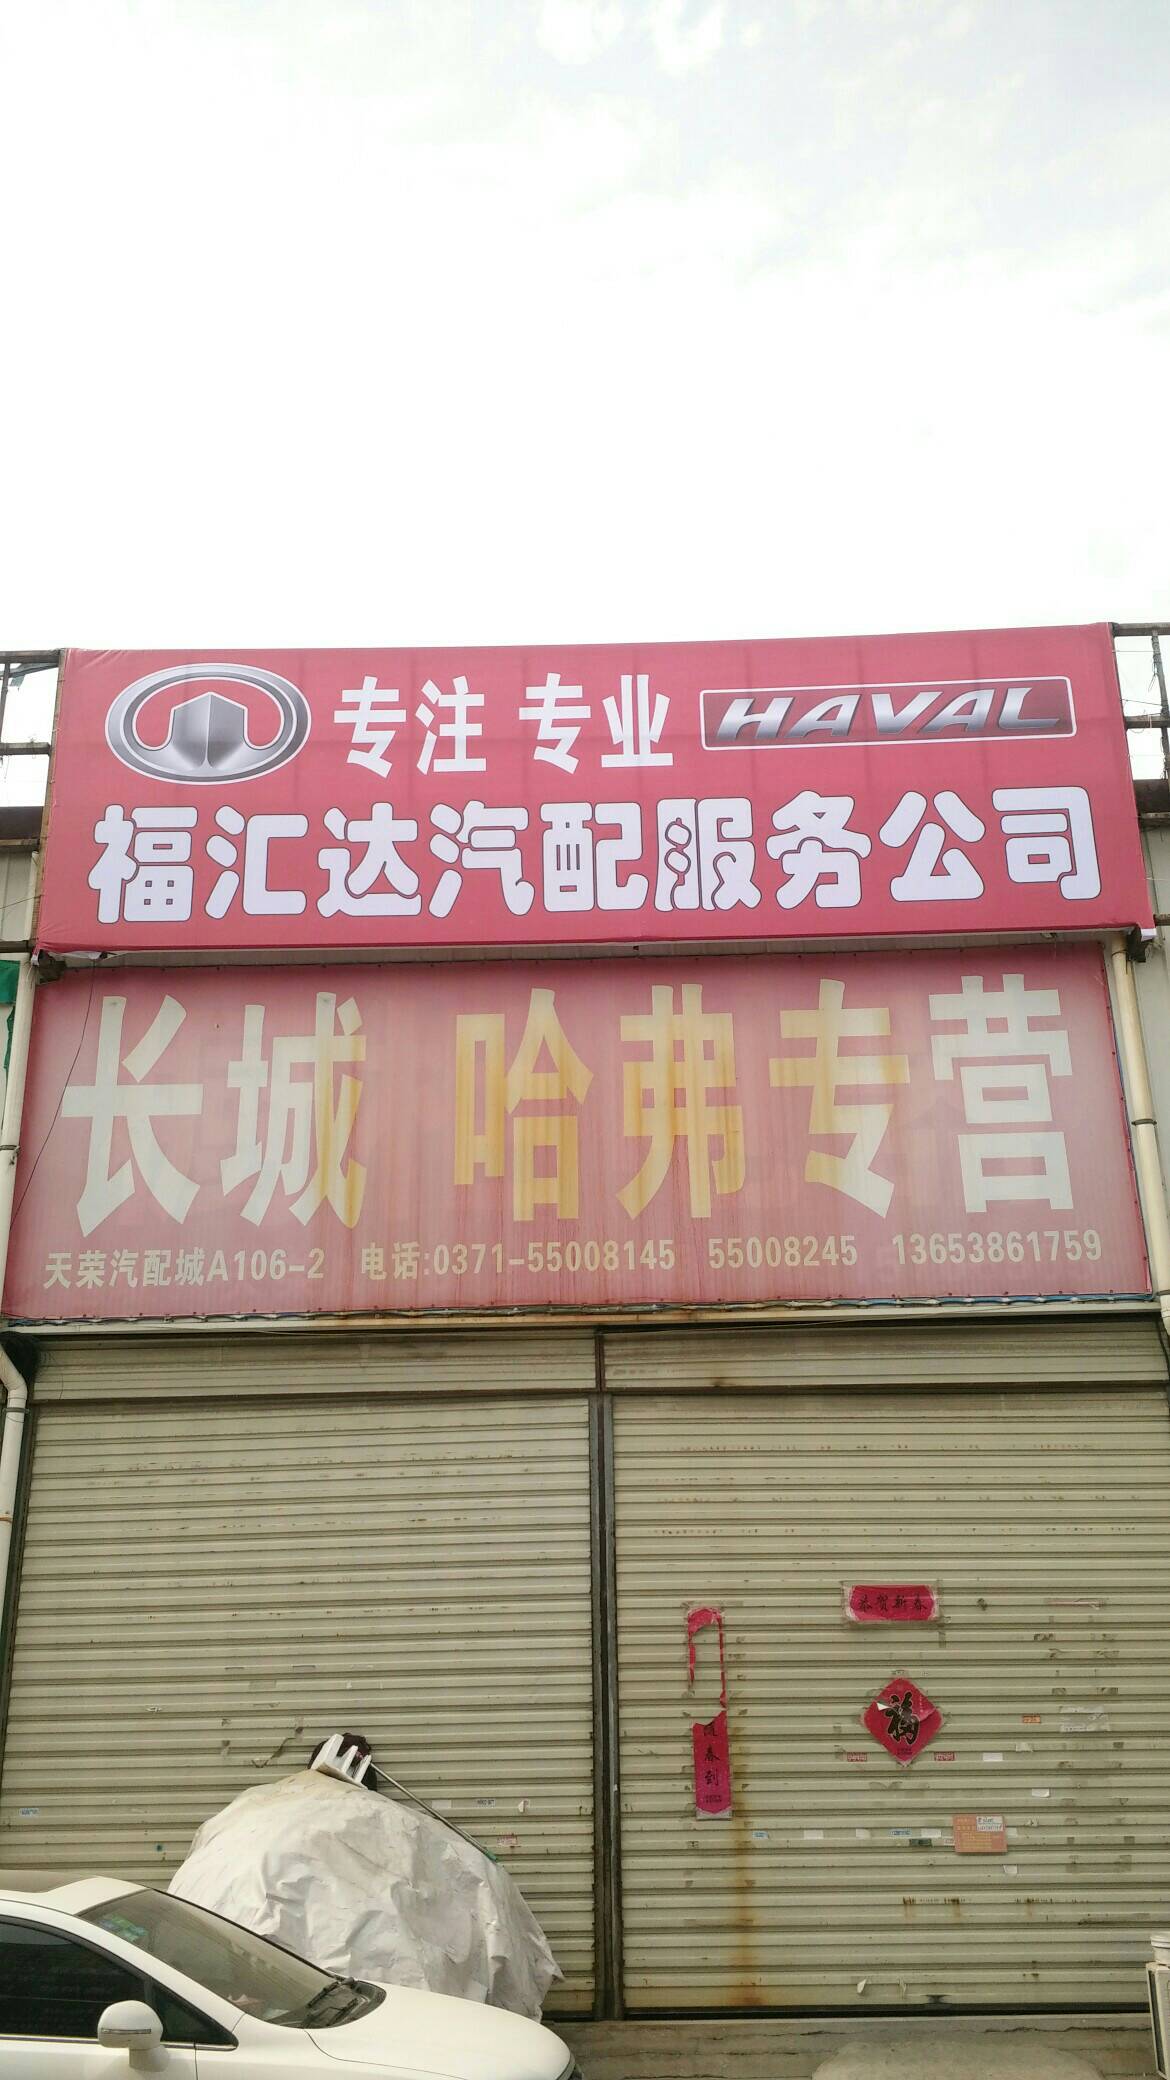 专注 专业 HAVAL
福汇达汽配服务公司
长城 哈弗专营
天荣汽配城A106-2 电话:0371-55008145 55008245 13653861759
恭贺新春
福
春到